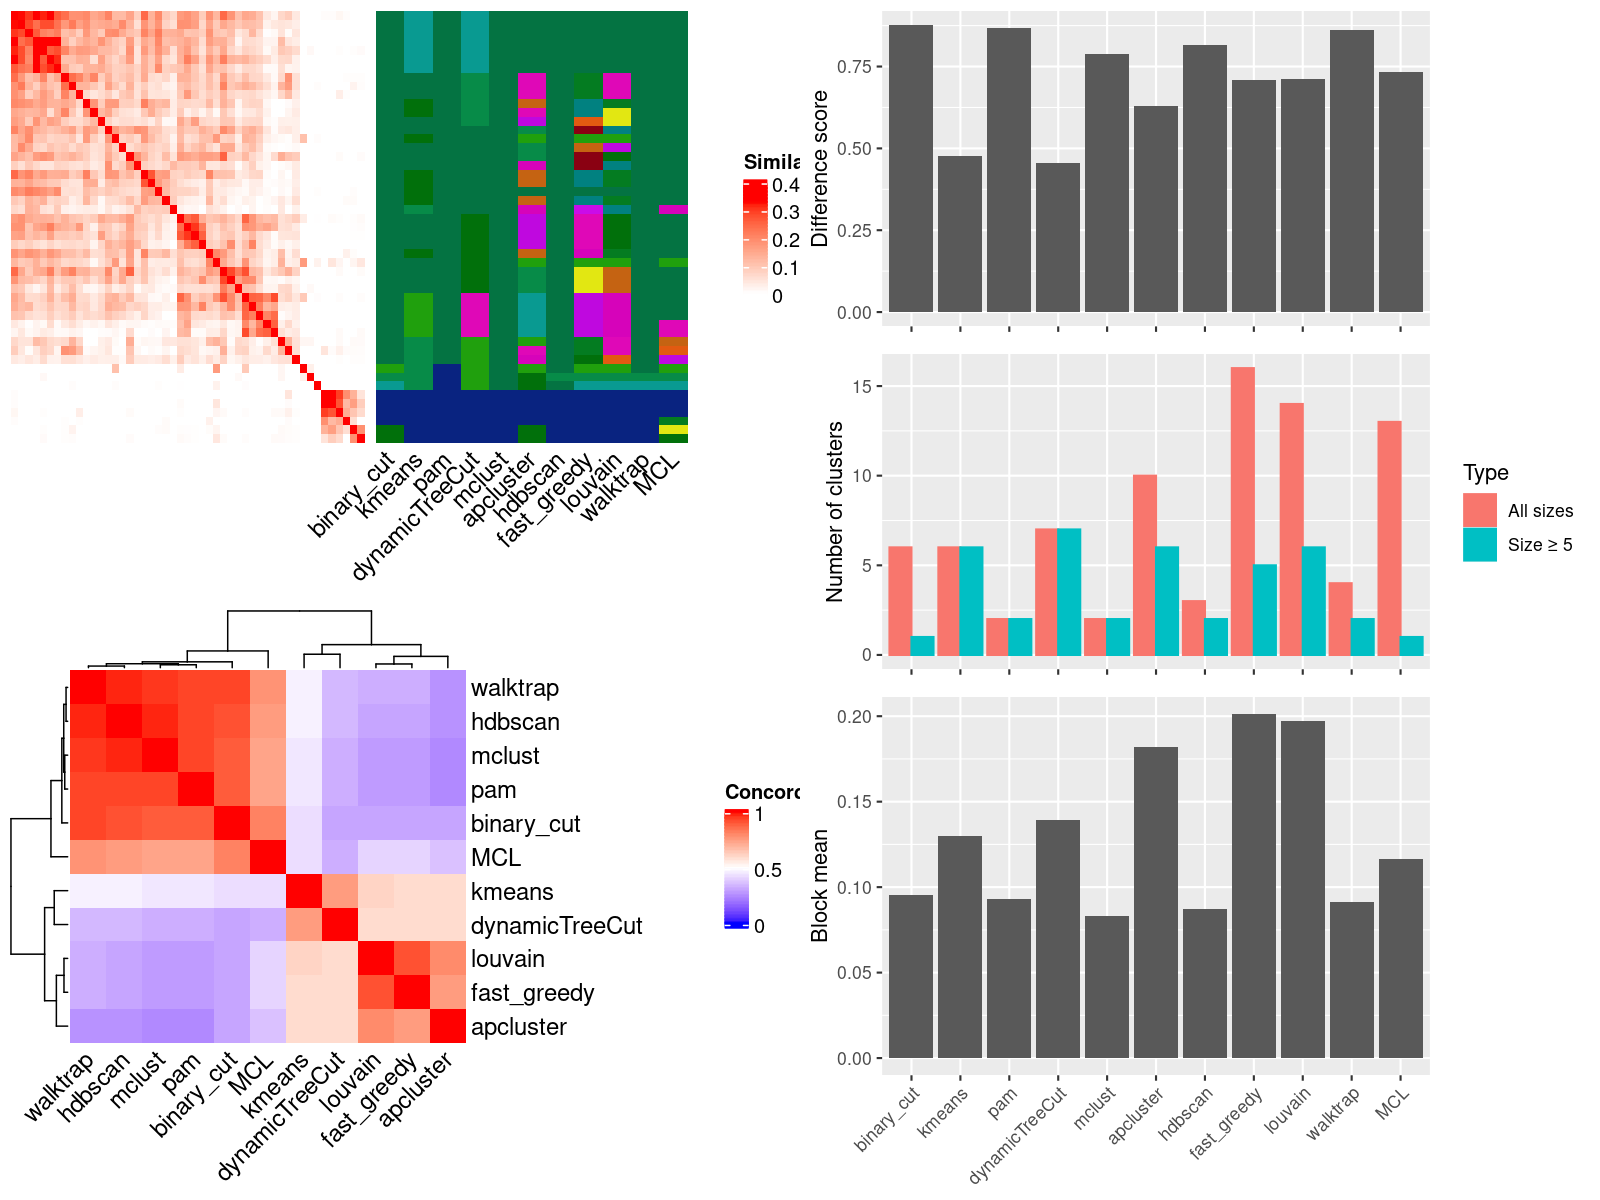 Simila
0.4
0.3
0.2
0.1
0
binary_cut
kmeans
pam
dynamicTreeCut
mclust
apcluster
hdbscan
fast_greedy
louvain
walktrap
MCL
Difference score
0.75
0.50
0.25
0.00
Number of clusters
15
10
5
0
Type
All sizes
Size ≥ 5
walktrap
hdbscan
mclust
pam
binary_cut
MCL
kmeans
dynamicTreeCut
louvain
fast_greedy
apcluster
Concord
1
0.5
0
walktrap
hdbscan
mclust
pam
binary_cut
MCL
kmeans
dynamicTreeCut
louvain
fast_greedy
apcluster
Block mean
0.20
0.15
0.10
0.05
0.00
binary_cut
kmeans
pam
dynamicTreeCut
mclust
apcluster
hdbscan
fast_greedy
louvain
walktrap
MCL